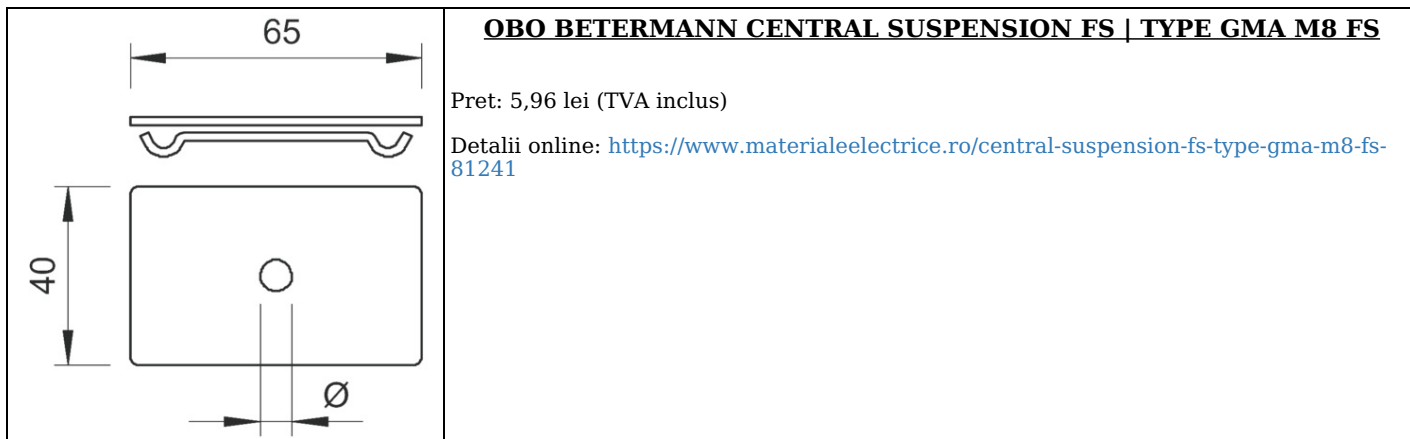 65
40
Ø
OBO BETERMANN CENTRAL SUSPENSION FS | TYPE GMA M8 FS
Pret: 5,96 lei (TVA inclus)
Detalii online: https://www.materialeelectrice.ro/central-suspension-fs-type-gma-m8-fs-
81241